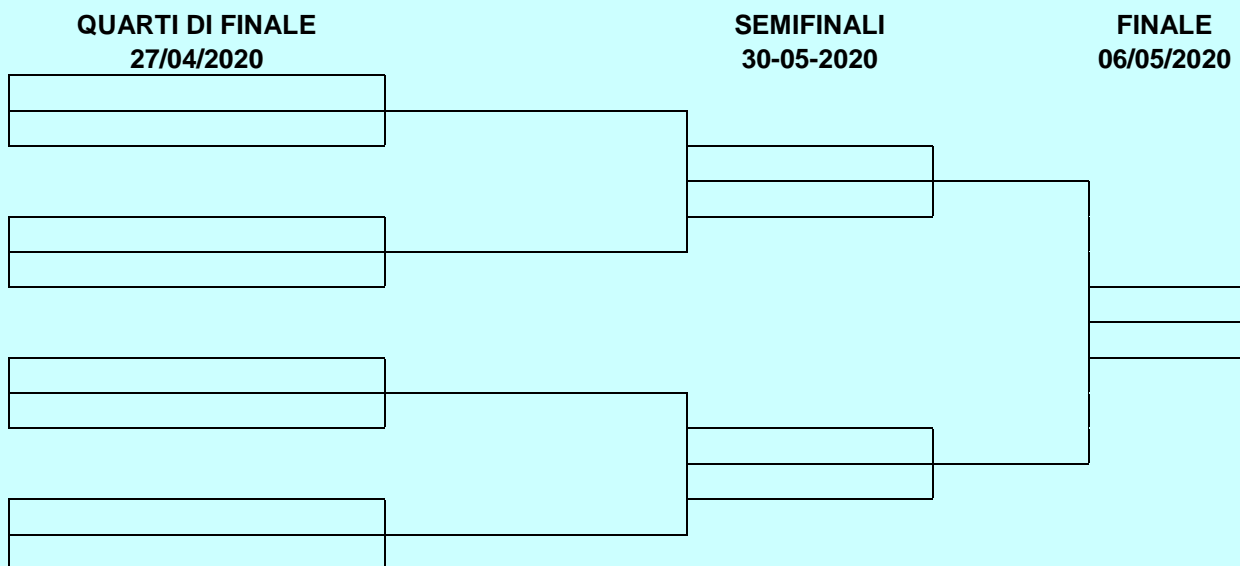 QUARTI DI FINALE
27/04/2020
SEMIFINALI
30-05-2020
FINALE
06/05/2020